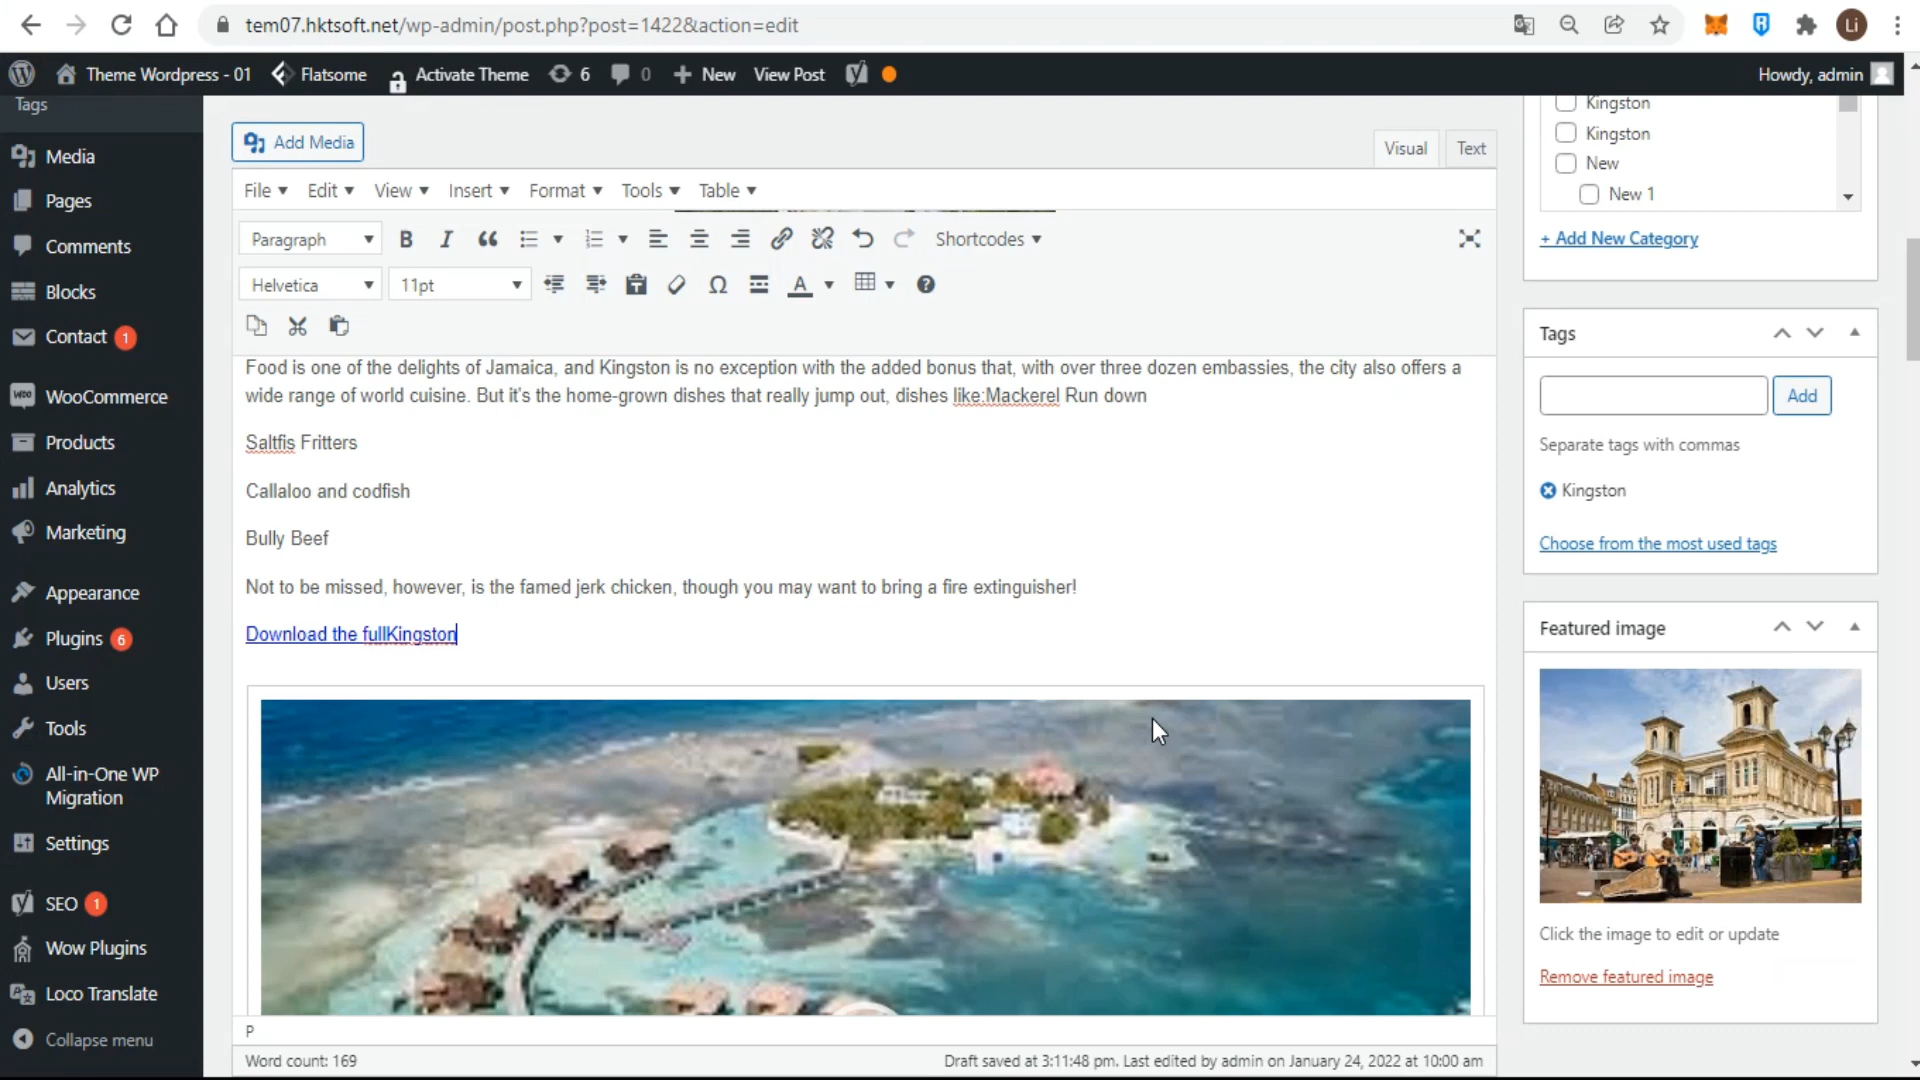 tem07.hktsoft.net/wp-admin/post.php?post=1422&action=edit
Li
Theme Wordpress - 01
Flatsome
Activate Theme
6
0
New
View Post
Howdy, admin
Tags
Media
Pages
Comments
Blocks
Contact 1
WooCommerce
Products
Analytics
Marketing
Appearance
Plugins 6
Users
Tools
All-in-One WP
Migration
Settings
SEO 1
Wow Plugins
Loco Translate
Collapse menu
Add Media
Visual
Text
File
Edit
View
Insert
Format
Tools
Table
Paragraph
Shortcodes
Helvetica
11pt
Food is one of the delights of Jamaica, and Kingston is no exception with the added bonus that, with over three dozen embassies, the city also offers a
wide range of world cuisine. But it's the home-grown dishes that really jump out, dishes like:Mackerel Run down
Saltfis Fritters
Callaloo and codfish
Bully Beef
Not to be missed, however, is the famed jerk chicken, though you may want to bring a fire extinguisher!
Download the fullKingston
P
Word count: 169
Draft saved at 3:11:48 pm. Last edited by admin on January 24, 2022 at 10:00 am
Kingston
Kingston
New
New 1
+ Add New Category
Tags
Add
Separate tags with commas
Kingston
Choose from the most used tags
Featured image
Click the image to edit or update
Remove featured image